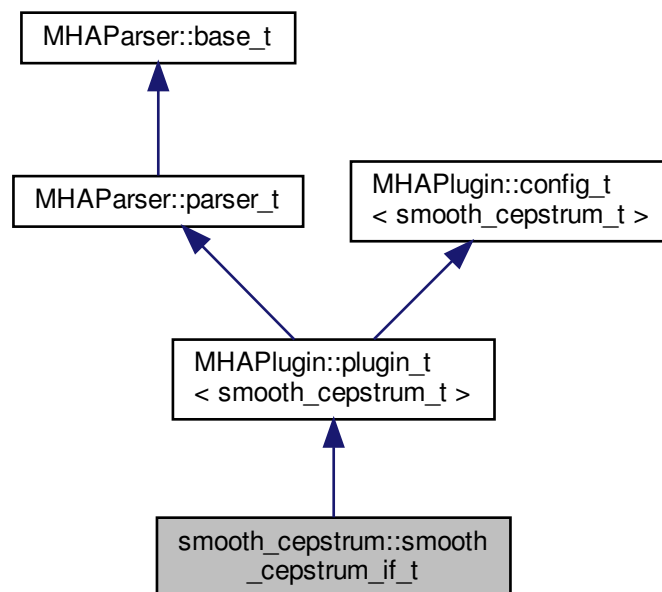 MHAParser::base_t
MHAParser::parser_t
MHAPlugin::config_t
< smooth_cepstrum_t >
MHAPlugin::plugin_t
< smooth_cepstrum_t >
smooth_cepstrum::smooth
_cepstrum_if_t